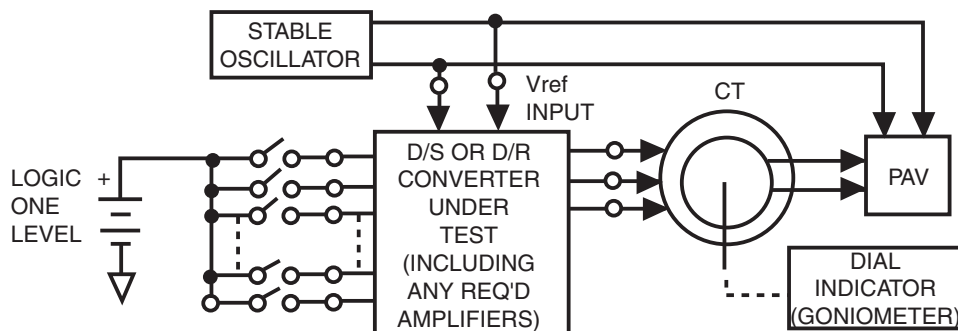 STABLE
OSCILLATOR
Vref
INPUT
CT
LOGIC
ONE
LEVEL
+
D/S OR D/R
CONVERTER
UNDER
TEST
(INCLUDING
ANY REQ'D
AMPLIFIERS)
PAV
DIAL
INDICATOR
(GONIOMETER)